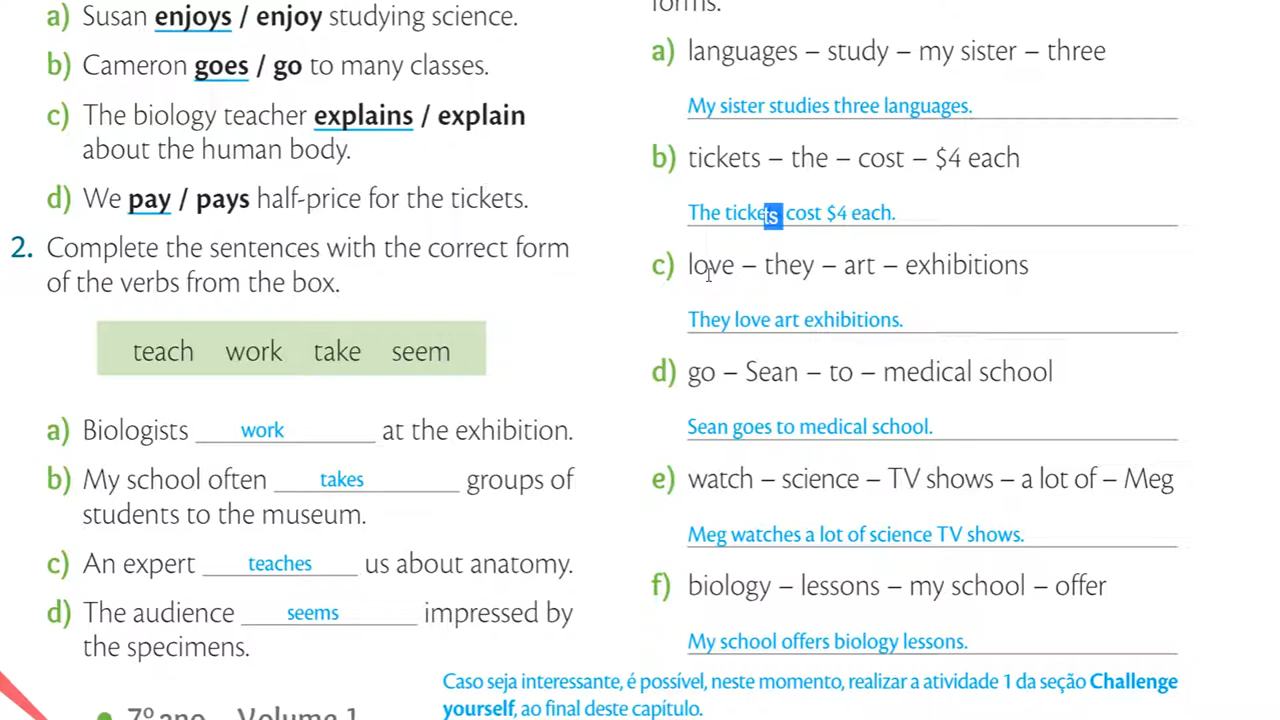 a) Susan enjoys / enjoy studying science.
b) Cameron goes / go to many classes.
c) The biology teacher explains / explain
about the human body.
d) We pay / pays half-price for the tickets.
2. Complete the sentences with the correct form
of the verbs from the box.
teach work take seem
a) Biologists work at the exhibition.
b) My school often takes groups of
students to the museum.
c) An expert teaches us about anatomy.
d) The audience seems impressed by
the specimens.
7º ano – Volume 1
forms.
a) languages – study – my sister – three
My sister studies three languages.
b) tickets – the – cost – $4 each
The tickets cost $4 each.
c) love – they – art – exhibitions
They love art exhibitions.
d) go – Sean – to – medical school
Sean goes to medical school.
e) watch – science – TV shows – a lot of – Meg
Meg watches a lot of science TV shows.
f) biology – lessons – my school – offer
My school offers biology lessons.
Caso seja interessante, é possível, neste momento, realizar a atividade 1 da seção Challenge
yourself, ao final deste capítulo.